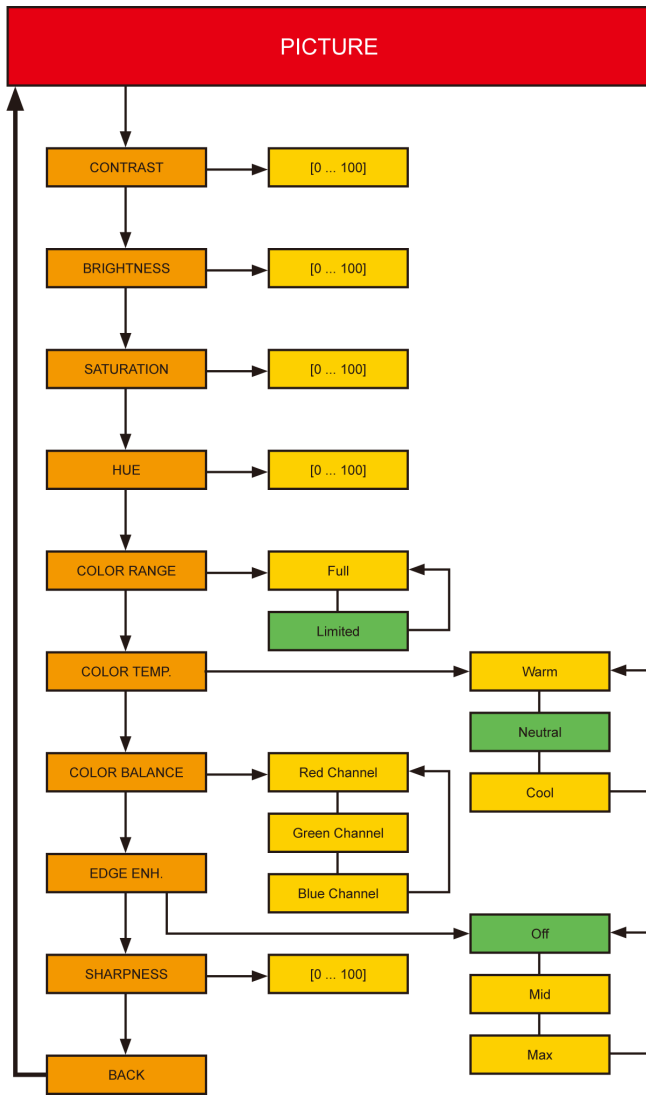 PICTURE
CONTRAST
[0 ... 100]
BRIGHTNESS
[0 ... 100]
SATURATION
[0 ... 100]
HUE
[0 ... 100]
COLOR RANGE
Full
Limited
COLOR TEMP.
Warm
Neutral
Cool
COLOR BALANCE
Red Channel
Green Channel
Blue Channel
EDGE ENH.
Off
Mid
Max
SHARPNESS
[0 ... 100]
BACK